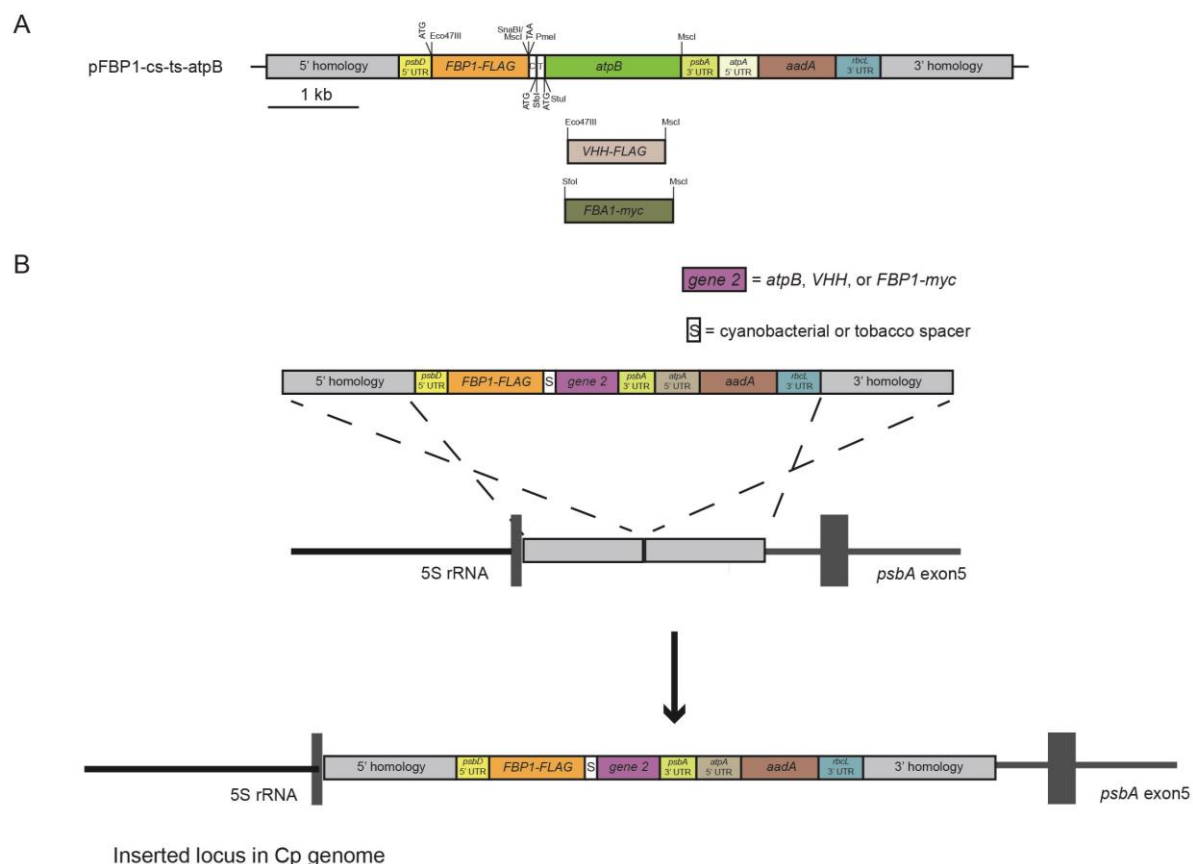 A
pFBP1-cs-ts-atpB
1 kb
ATG
Eco47III
SnaBI/
MscI
TAA
PmeI
MscI
5' homology
psbD
5' UTR
FBP1-FLAG
C
T
atpB
psbA
3' UTR
atpA
5' UTR
aadA
rbcL
3' UTR
3' homology
ATG
SfoI
ATG
StuI
Eco47III
MscI
VHH-FLAG
SfoI
MscI
FBA1-myc
B
gene 2 = atpB, VHH, or FBP1-myc
S = cyanobacterial or tobacco spacer
5' homology
psbD
5' UTR
FBP1-FLAG
S
gene 2
psbA
3' UTR
atpA
5' UTR
aadA
rbcL
3' UTR
3' homology
5S rRNA
psbA exon5
5' homology
psbD
5' UTR
FBP1-FLAG
S
gene 2
psbA
3' UTR
atpA
5' UTR
aadA
rbcL
3' UTR
3' homology
5S rRNA
psbA exon5
Inserted locus in Cp genome